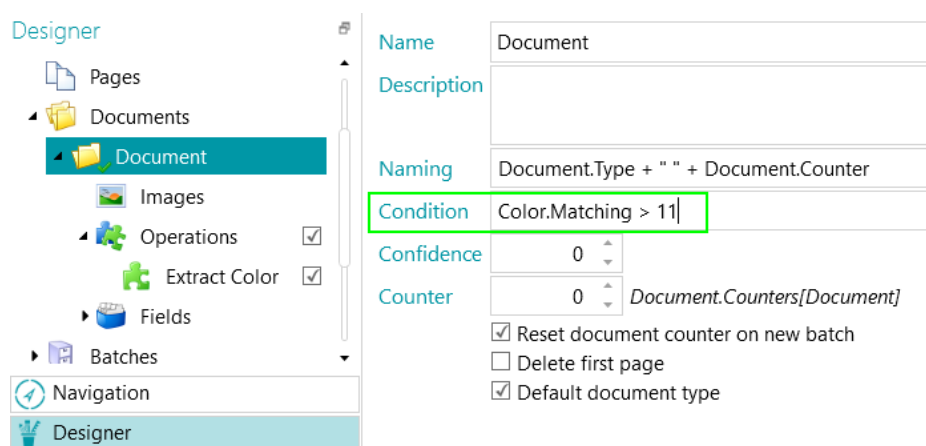 Designer
Pages
Documents
Document
Images
Operations
Extract Color
Fields
Batches
Navigation
Designer
Name Document
Description
Naming Document.Type + " " + Document.Counter
Condition Color.Matching > 11
Confidence 0
Counter 0 Document.Counters[Document]
Reset document counter on new batch
Delete first page
Default document type